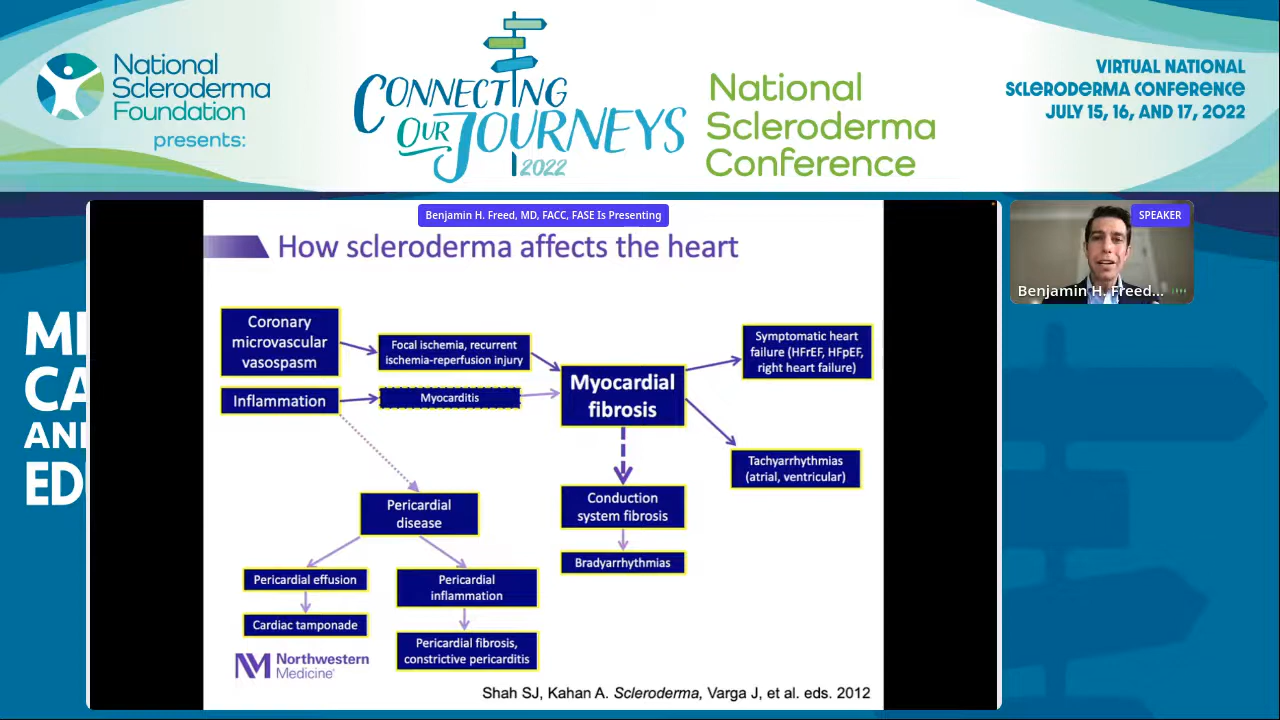 National
Scleroderma
Foundation
presents:
CONNECTING
OUR JOURNEYS
2022
National
Scleroderma
Conference
VIRTUAL NATIONAL
SCLERODERMA CONFERENCE
JULY 15, 16, AND 17, 2022
Benjamin H. Freed, MD, FACC, FASE Is Presenting
SPEAKER
Benjamin H. Freed...
How scleroderma affects the heart
Coronary
microvascular
vasospasm
Focal ischemia, recurrent
ischemia-reperfusion injury
Inflammation
Myocarditis
Myocardial
fibrosis
Symptomatic heart
failure (HFrEF, HFpEF,
right heart failure)
Tachyarrhythmias
(atrial, ventricular)
Conduction
system fibrosis
Bradyarrhythmias
Pericardial
disease
Pericardial effusion
Cardiac tamponade
Pericardial
inflammation
Pericardial fibrosis,
constrictive pericarditis
NM Northwestern
Medicine
Shah SJ, Kahan A. Scleroderma, Varga J, et al. eds. 2012